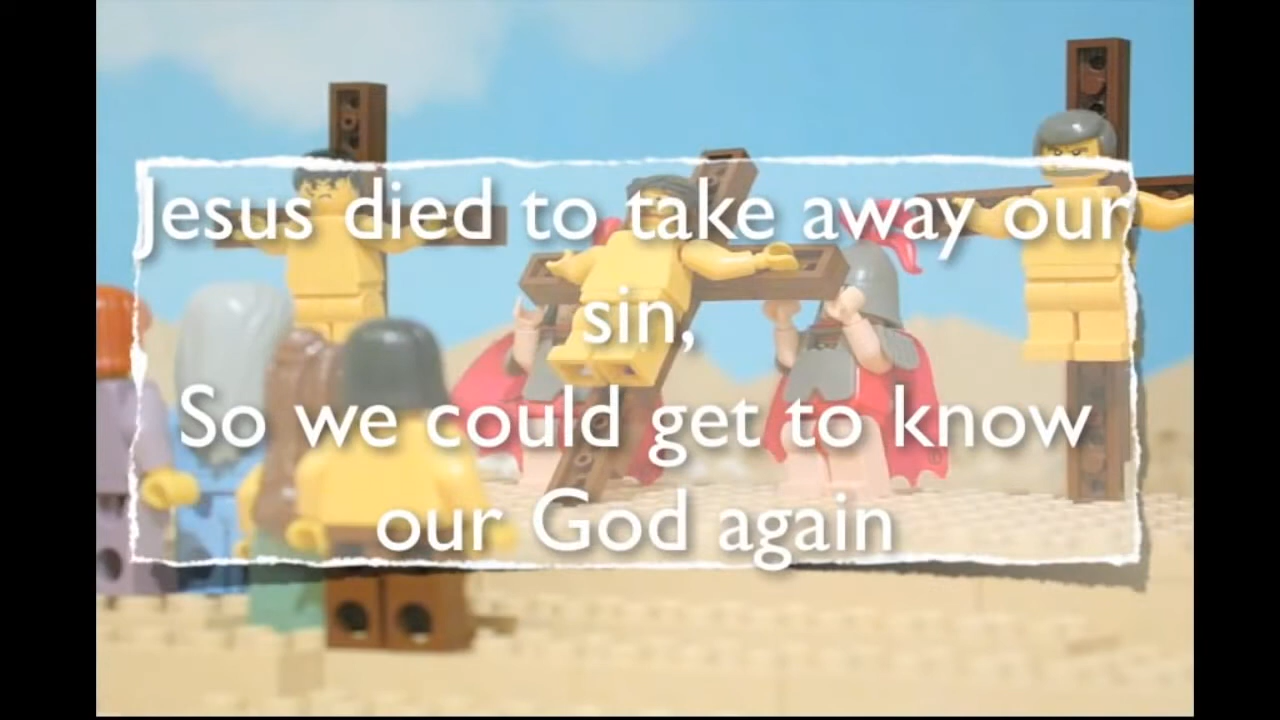 Jesus died to take away our
sin,
So we could get to know
our God again